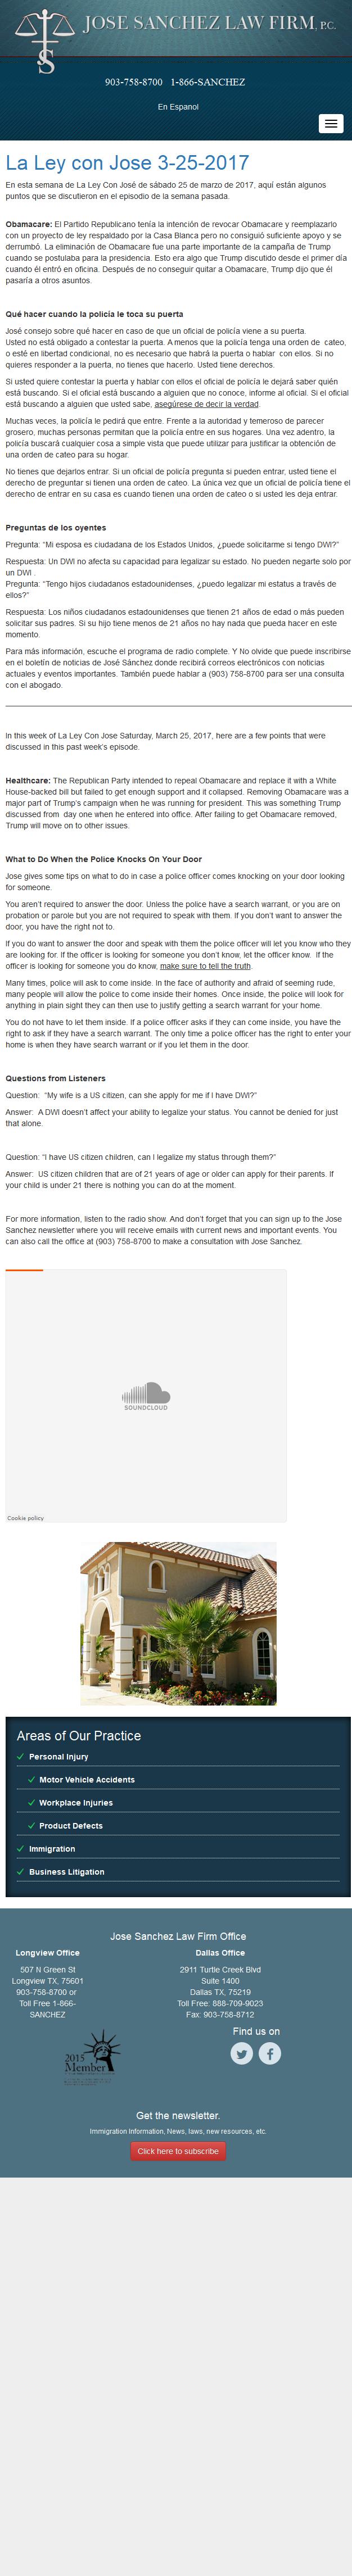 JOSE SANCHEZ LAW FIRM, P.C.
903-758-8700 1-866-SANCHEZ
En Espanol
La Ley con Jose 3-25-2017
En esta semana de La Ley Con José de sábado 25 de marzo de 2017, aquí están algunos
puntos que se discutieron en el episodio de la semana pasada.
Obamacare: El Partido Republicano tenía la intención de revocar Obamacare y reemplazarlo
con un proyecto de ley respaldado por la Casa Blanca pero no consiguió suficiente apoyo y se
derrumbó. La eliminación de Obamacare fue una parte importante de la campaña de Trump
cuando se postulaba para la presidencia. Esto era algo que Trump discutió desde el primer día
cuando él entró en oficina. Después de no conseguir quitar a Obamacare, Trump dijo que él
pasaría a otros asuntos.
Qué hacer cuando la policía le toca su puerta
José consejo sobre qué hacer en caso de que un oficial de policía viene a su puerta.
Usted no está obligado a contestar la puerta. A menos que la policía tenga una orden de cateo,
o esté en libertad condicional, no es necesario que habrá la puerta o hablar con ellos. Si no
quieres responder a la puerta, no tienes que hacerlo. Usted tiene derechos.
Si usted quiere contestar la puerta y hablar con ellos el oficial de policía le dejará saber quién
está buscando. Si el oficial está buscando a alguien que no conoce, informe al oficial. Si el oficial
está buscando a alguien que usted sabe, asegúrese de decir la verdad.
Muchas veces, la policía le pedirá que entre. Frente a la autoridad y temeroso de parecer
grosero, muchas personas permitan que la policía entre en sus hogares. Una vez adentro, la
policía buscará cualquier cosa a simple vista que puede utilizar para justificar la obtención de
una orden de cateo para su hogar.
No tienes que dejarlos entrar. Si un oficial de policía pregunta si pueden entrar, usted tiene el
derecho de preguntar si tienen una orden de cateo. La única vez que un oficial de policía tiene el
derecho de entrar en su casa es cuando tienen una orden de cateo o si usted les deja entrar.
Preguntas de los oyentes
Pregunta: “Mi esposa es ciudadana de los Estados Unidos, ¿puede solicitarme si tengo DWI?”
Respuesta: Un DWI no afecta su capacidad para legalizar su estado. No pueden negarte solo por
un DWI .
Pregunta: “Tengo hijos ciudadanos estadounidenses, ¿puedo legalizar mi estatus a través de
ellos?”
Respuesta: Los niños ciudadanos estadounidenses que tienen 21 años de edad o más pueden
solicitar sus padres. Si su hijo tiene menos de 21 años no hay nada que pueda hacer en este
momento.
Para más información, escuche el programa de radio complete. Y No olvide que puede inscribirse
en el boletín de noticias de José Sánchez donde recibirá correos electrónicos con noticias
actuales y eventos importantes. También puede hablar a (903) 758-8700 para ser una consulta
con el abogado.
In this week of La Ley Con Jose Saturday, March 25, 2017, here are a few points that were
discussed in this past week’s episode.
Healthcare: The Republican Party intended to repeal Obamacare and replace it with a White
House-backed bill but failed to get enough support and it collapsed. Removing Obamacare was a
major part of Trump’s campaign when he was running for president. This was something Trump
discussed from day one when he entered into office. After failing to get Obamacare removed,
Trump will move on to other issues.
What to Do When the Police Knocks On Your Door
Jose gives some tips on what to do in case a police officer comes knocking on your door looking
for someone.
You aren’t required to answer the door. Unless the police have a search warrant, or you are on
probation or parole but you are not required to speak with them. If you don’t want to answer the
door, you have the right not to.
If you do want to answer the door and speak with them the police officer will let you know who they
are looking for. If the officer is looking for someone you don’t know, let the officer know. If the
officer is looking for someone you do know, make sure to tell the truth.
Many times, police will ask to come inside. In the face of authority and afraid of seeming rude,
many people will allow the police to come inside their homes. Once inside, the police will look for
anything in plain sight they can then use to justify getting a search warrant for your home.
You do not have to let them inside. If a police officer asks if they can come inside, you have the
right to ask if they have a search warrant. The only time a police officer has the right to enter your
home is when they have search warrant or if you let them in the door.
Questions from Listeners
Question: “My wife is a US citizen, can she apply for me if I have DWI?”
Answer: A DWI doesn’t affect your ability to legalize your status. You cannot be denied for just
that alone.
Question: “I have US citizen children, can I legalize my status through them?”
Answer: US citizen children that are of 21 years of age or older can apply for their parents. If
your child is under 21 there is nothing you can do at the moment.
For more information, listen to the radio show. And don’t forget that you can sign up to the Jose
Sanchez newsletter where you will receive emails with current news and important events. You
can also call the office at (903) 758-8700 to make a consultation with Jose Sanchez.
SOUNDCLOUD
Cookie policy
Areas of Our Practice
Personal Injury
Motor Vehicle Accidents
Workplace Injuries
Product Defects
Immigration
Business Litigation
Jose Sanchez Law Firm Office
Longview Office
507 N Green St
Longview TX, 75601
903-758-8700 or
Toll Free 1-866-
SANCHEZ
Dallas Office
2911 Turtle Creek Blvd
Suite 1400
Dallas TX, 75219
Toll Free: 888-709-9023
Fax: 903-758-8712
2015
Member
Find us on
Get the newsletter.
Immigration Information, News, laws, new resources, etc.
Click here to subscribe